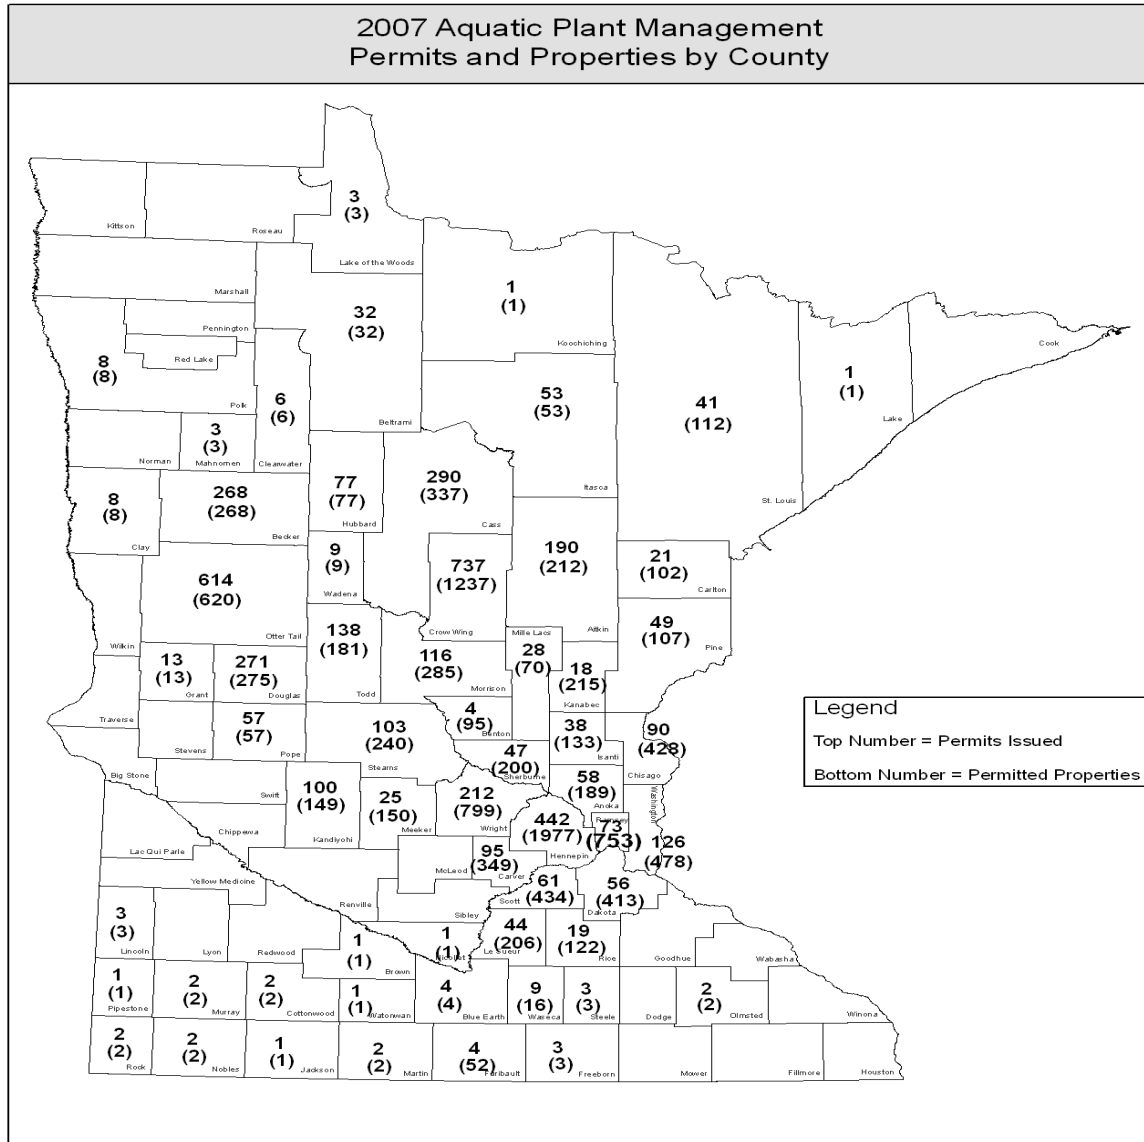 2007 Aquatic Plant Management
Permits and Properties by County
3
(3)
Kittson
Roseau
Lake of the Woods
1
(1)
Koochiching
Marshall
32
(32)
Beltrami
Pennington
Red Lake
8
(8)
Polk
6
(6)
Clearwater
Cook
1
(1)
Lake
53
(53)
Itasca
41
(112)
St. Louis
Norman
3
(3)
Mahnomen
77
(77)
Hubbard
290
(337)
Cass
8
(8)
Clay
268
(268)
Becker
9
(9)
Wadena
737
(1237)
Crow Wing
190
(212)
Aitkin
21
(102)
Carlton
614
(620)
Otter Tail
Wilkin
138
(181)
Todd
116
(285)
Morrison
Mille Lacs
28
(70)
18
(215)
Kanabec
49
(107)
Pine
13
(13)
Grant
271
(275)
Douglas
Traverse
Stevens
57
(57)
Pope
103
(240)
Stearns
4
(95)
Benton
38
(133)
Isanti
90
(428)
Chisago
Legend
Top Number = Permits Issued
Bottom Number = Permitted Properties
47
(200)
Sherburne
58
(189)
Anoka
Washington
Big Stone
Swift
100
(149)
Kandiyohi
25
(150)
Meeker
212
(799)
Wright
442
(1977)
Hennepin
Ramsey
73
(753)
126
(478)
Chippewa
Lac Qui Parle
McLeod
95
(349)
Carver
Yellow Medicine
Renville
Sibley
61
(434)
Scott
56
(413)
Dakota
3
(3)
Lincoln
Lyon
Redwood
1
(1)
Brown
1
(1)
Nicollet
44
(206)
Le Sueur
19
(122)
Rice
Goodhue
Wabasha
1
(1)
Pipestone
2
(2)
Murray
2
(2)
Cottonwood
1
(1)
Watonwan
4
(4)
Blue Earth
9
(16)
Waseca
3
(3)
Steele
Dodge
2
(2)
Olmsted
Winona
2
(2)
Rock
2
(2)
Nobles
1
(1)
Jackson
2
(2)
Martin
4
(52)
Faribault
3
(3)
Freeborn
Mower
Fillmore
Houston